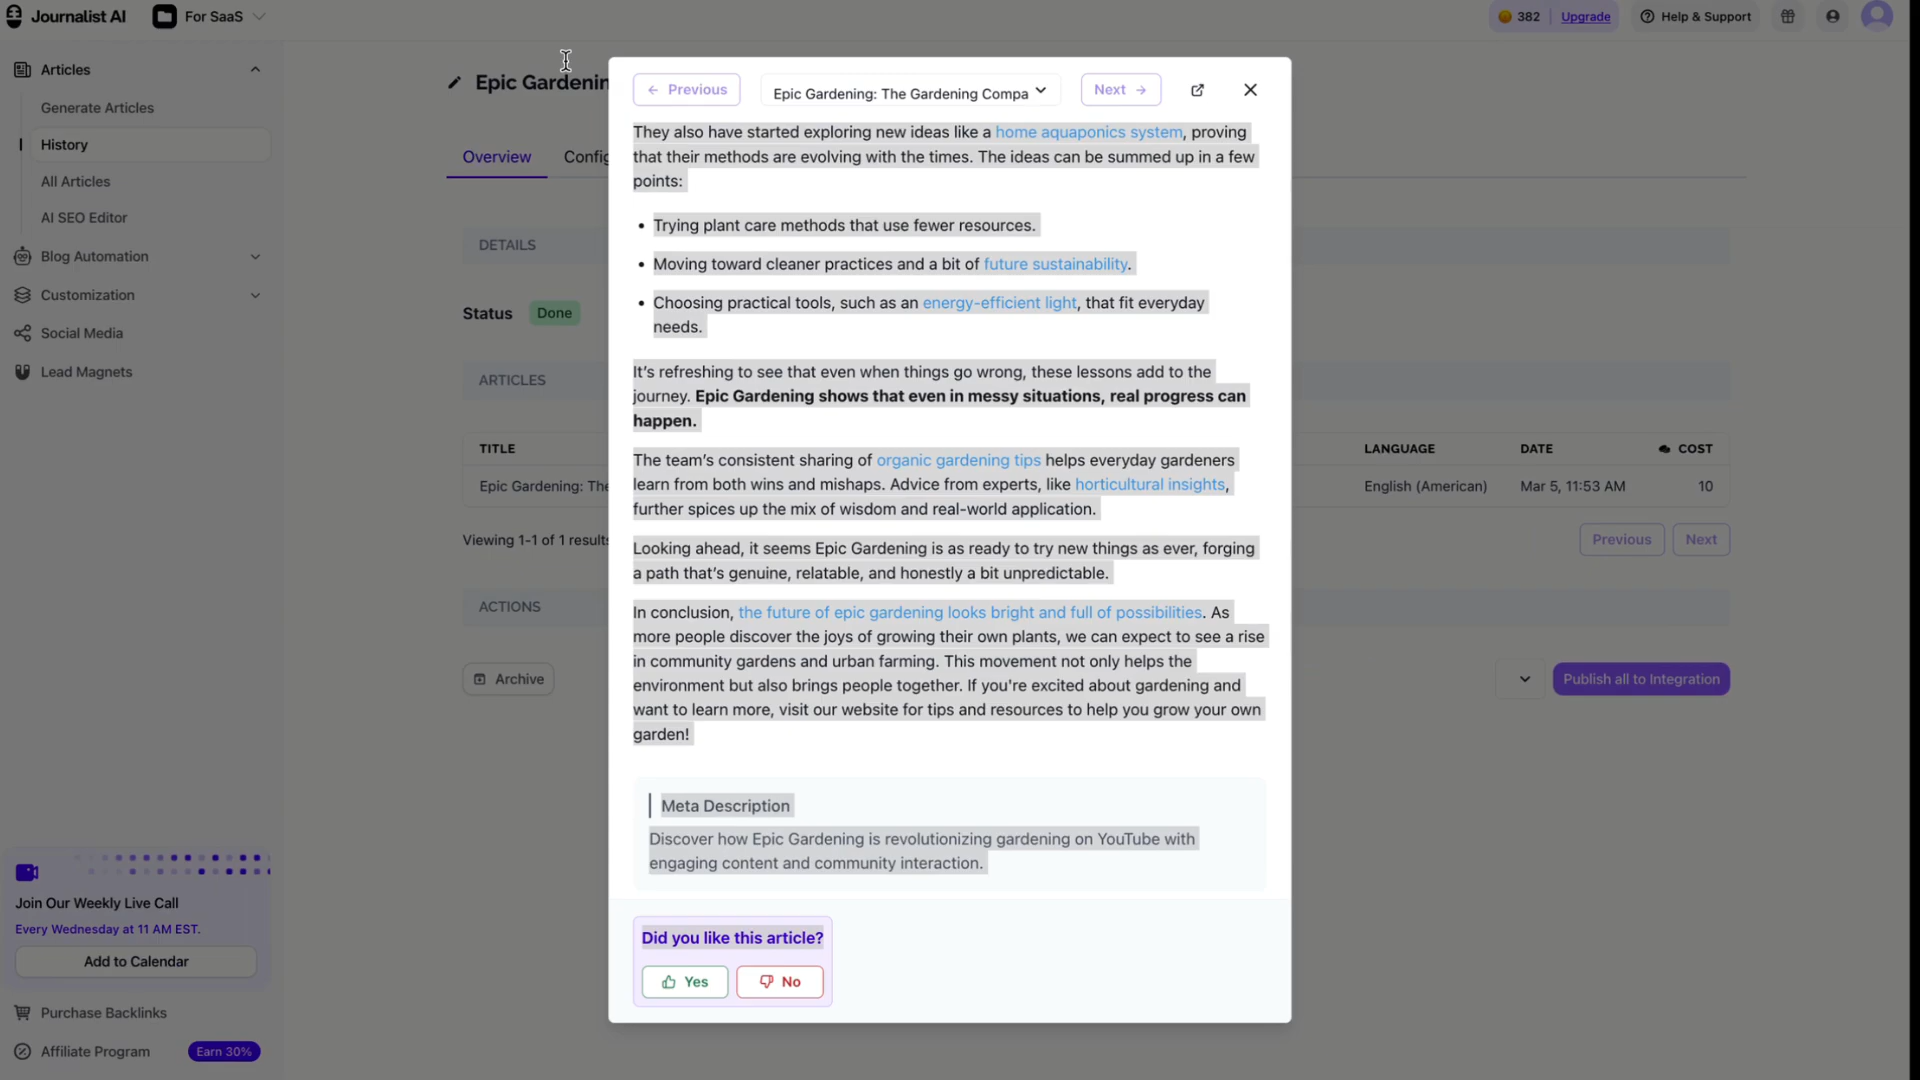 Journalist AI
For SaaS
382
Upgrade
Help & Support
Articles
Generate Articles
History
All Articles
AI SEO Editor
Blog Automation
Customization
Social Media
Lead Magnets
Join Our Weekly Live Call
Every Wednesday at 11 AM EST.
Add to Calendar
Purchase Backlinks
Affiliate Program
Earn 30%
Epic Gardenin
Overview
Config
DETAILS
Status
Done
ARTICLES
TITLE
LANGUAGE
DATE
COST
Epic Gardening: The
English (American)
Mar 5, 11:53 AM
10
Viewing 1-1 of 1 results
Previous
Next
ACTIONS
Archive
Publish all to Integration
← Previous
Epic Gardening: The Gardening Compa
Next →
They also have started exploring new ideas like a home aquaponics system, proving
that their methods are evolving with the times. The ideas can be summed up in a few
points:
• Trying plant care methods that use fewer resources.
• Moving toward cleaner practices and a bit of future sustainability.
• Choosing practical tools, such as an energy-efficient light, that fit everyday
needs.
It’s refreshing to see that even when things go wrong, these lessons add to the
journey. Epic Gardening shows that even in messy situations, real progress can
happen.
The team’s consistent sharing of organic gardening tips helps everyday gardeners
learn from both wins and mishaps. Advice from experts, like horticultural insights,
further spices up the mix of wisdom and real-world application.
Looking ahead, it seems Epic Gardening is as ready to try new things as ever, forging
a path that’s genuine, relatable, and honestly a bit unpredictable.
In conclusion, the future of epic gardening looks bright and full of possibilities. As
more people discover the joys of growing their own plants, we can expect to see a rise
in community gardens and urban farming. This movement not only helps the
environment but also brings people together. If you're excited about gardening and
want to learn more, visit our website for tips and resources to help you grow your own
garden!
Meta Description
Discover how Epic Gardening is revolutionizing gardening on YouTube with
engaging content and community interaction.
Did you like this article?
Yes
No